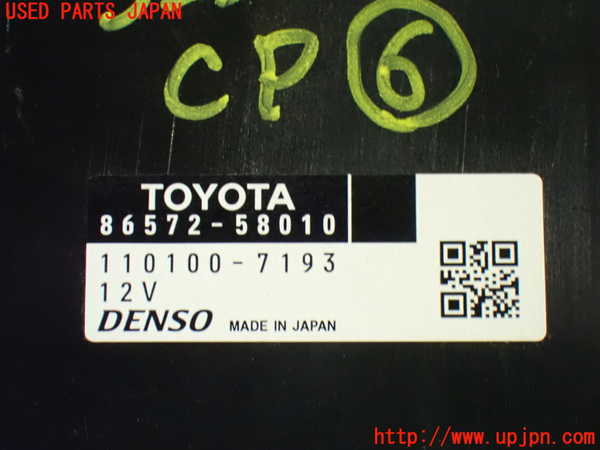 USED PARTS JAPAN
CP⑥
TOYOTA
86572-58010
110100-7193
12V
DENSO MADE IN JAPAN
http://www.upjpn.com